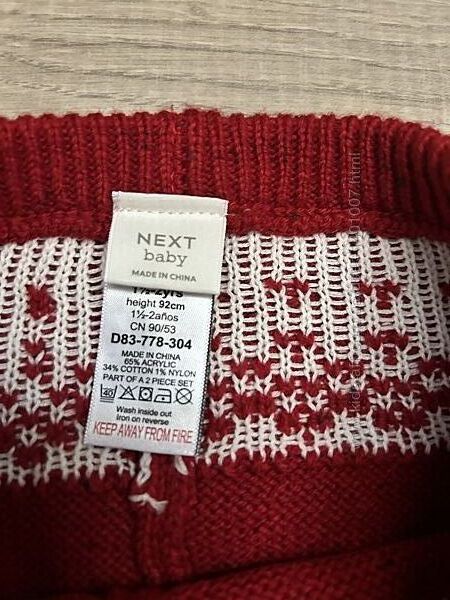 NEXT
baby
MADE IN CHINA
1½-2yrs
height 92cm
1½-2años
CN 90/53
D83-778-304
MADE IN CHINA
65% ACRYLIC
34% COTTON 1% NYLON
PART OF A 2 PIECE SET
40
Wash inside out
Iron on reverse
KEEP AWAY FROM FIRE